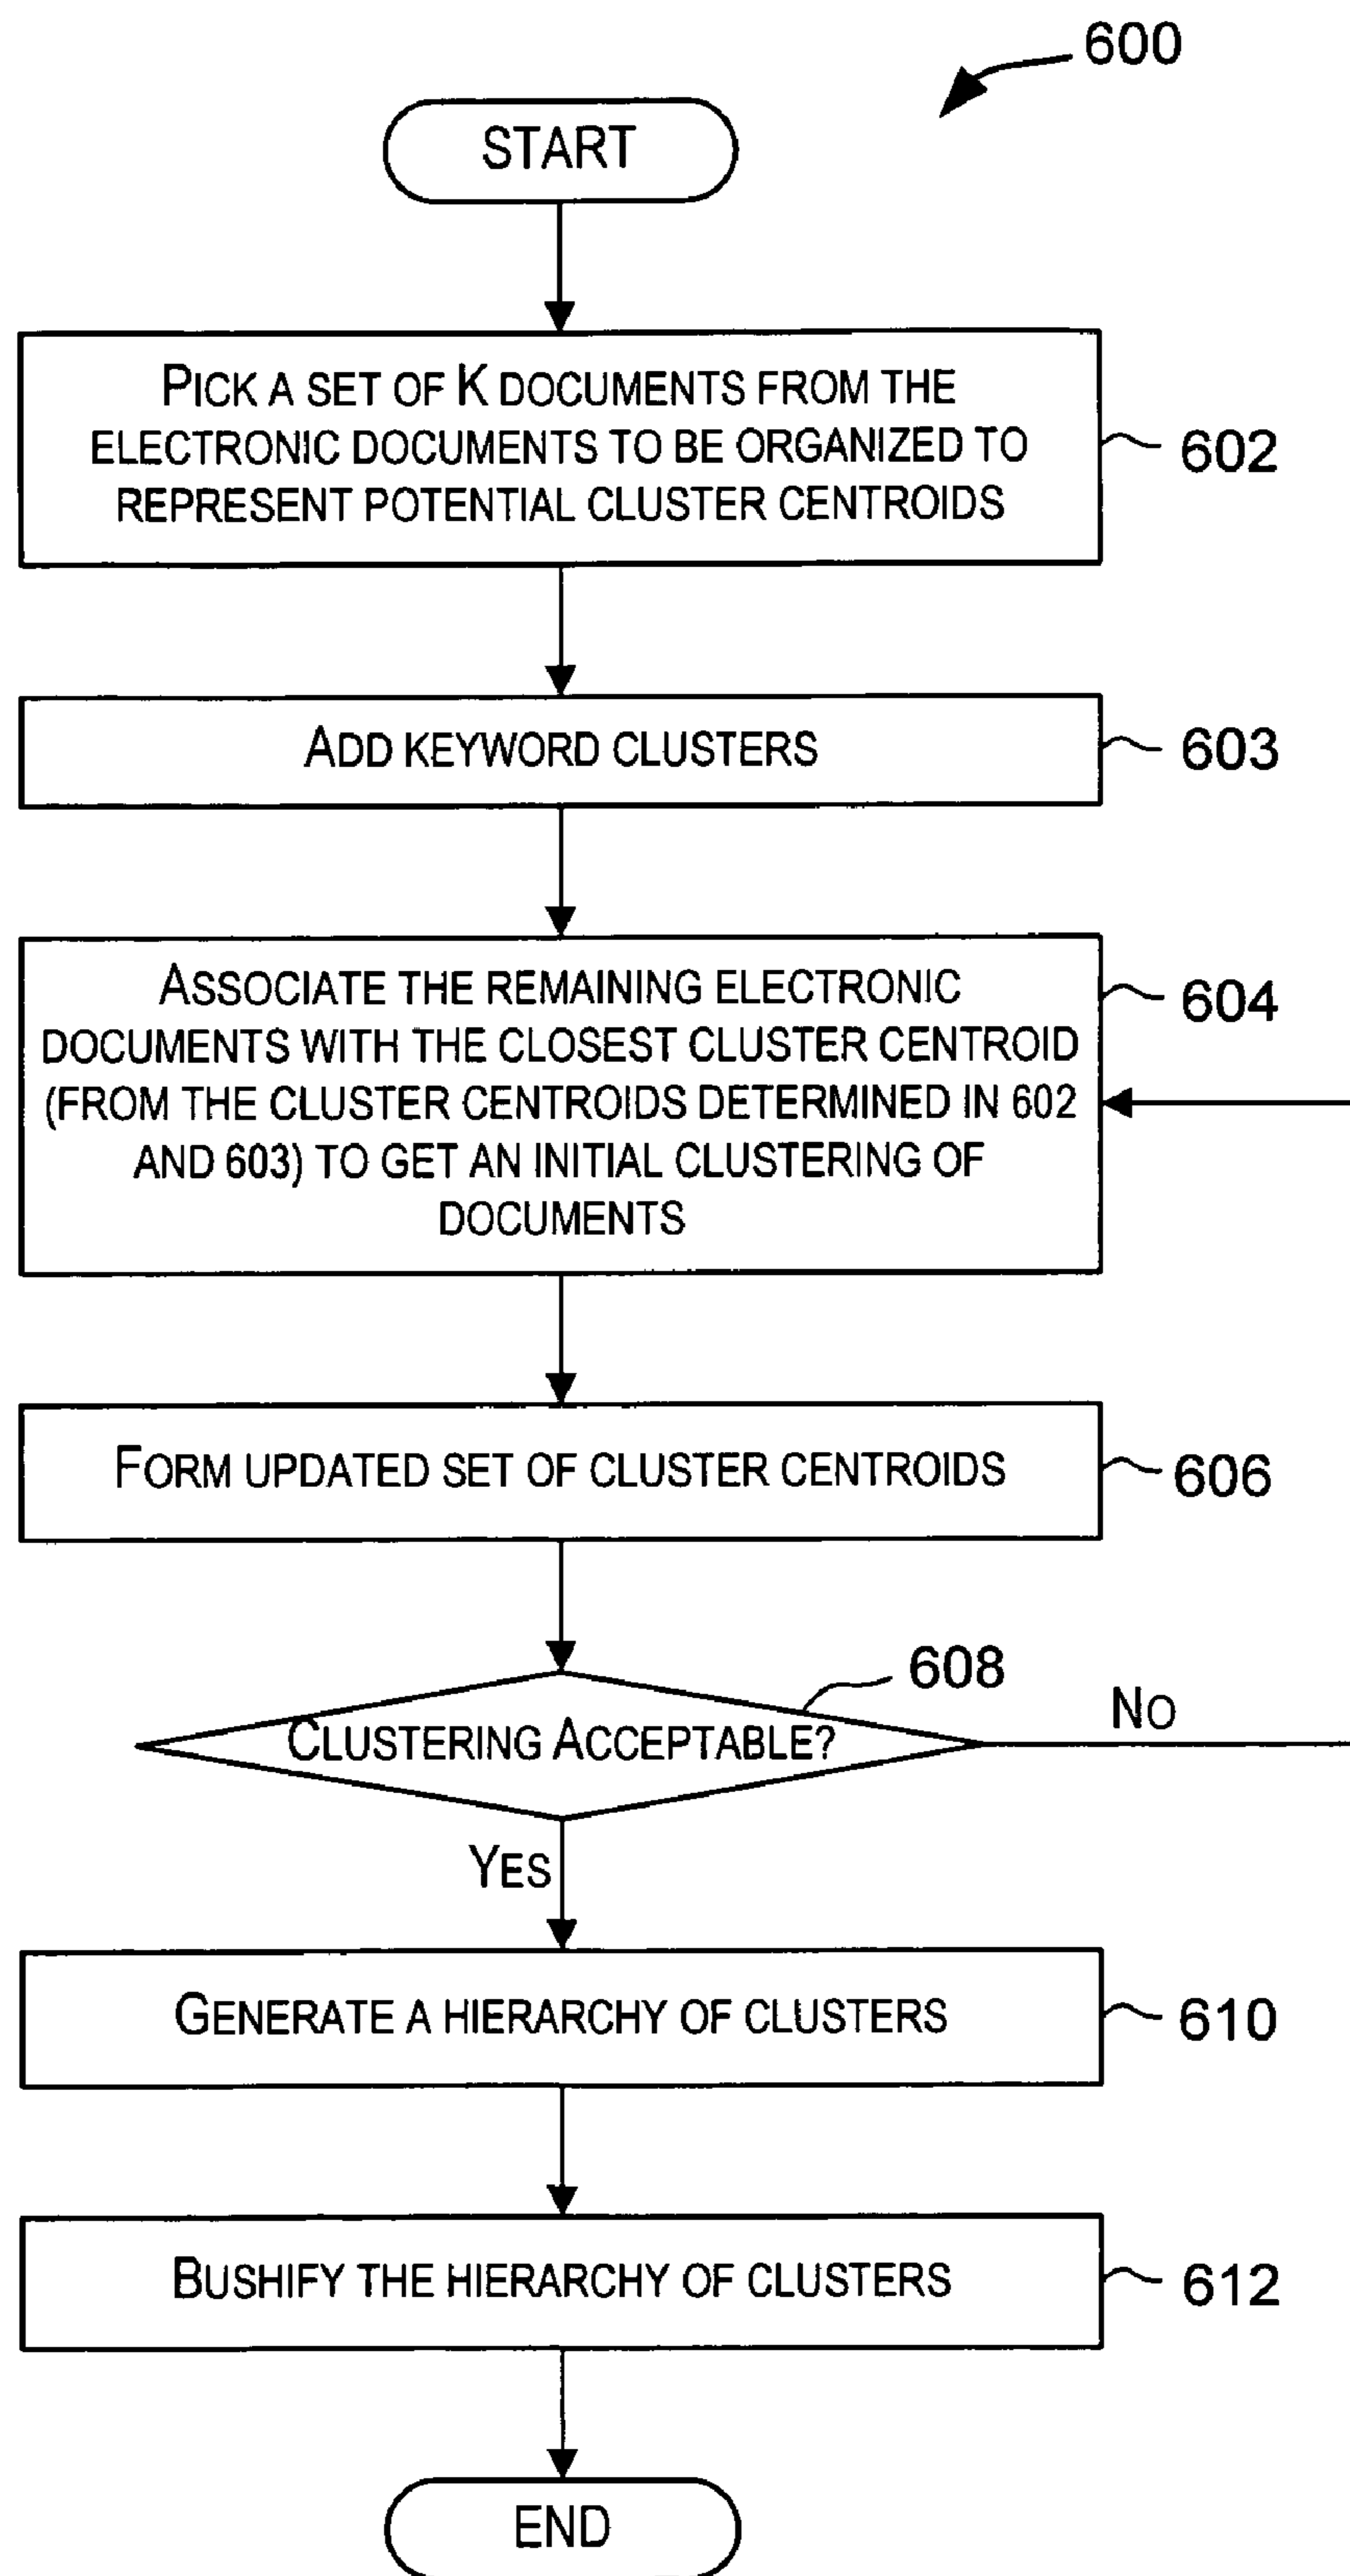 600
START
PICK A SET OF K DOCUMENTS FROM THE
ELECTRONIC DOCUMENTS TO BE ORGANIZED TO
REPRESENT POTENTIAL CLUSTER CENTROIDS
602
ADD KEYWORD CLUSTERS
603
ASSOCIATE THE REMAINING ELECTRONIC
DOCUMENTS WITH THE CLOSEST CLUSTER CENTROID
(FROM THE CLUSTER CENTROIDS DETERMINED IN 602
AND 603) TO GET AN INITIAL CLUSTERING OF
DOCUMENTS
604
FORM UPDATED SET OF CLUSTER CENTROIDS
606
608
CLUSTERING ACCEPTABLE?
NO
YES
GENERATE A HIERARCHY OF CLUSTERS
610
BUSHIFY THE HIERARCHY OF CLUSTERS
612
END